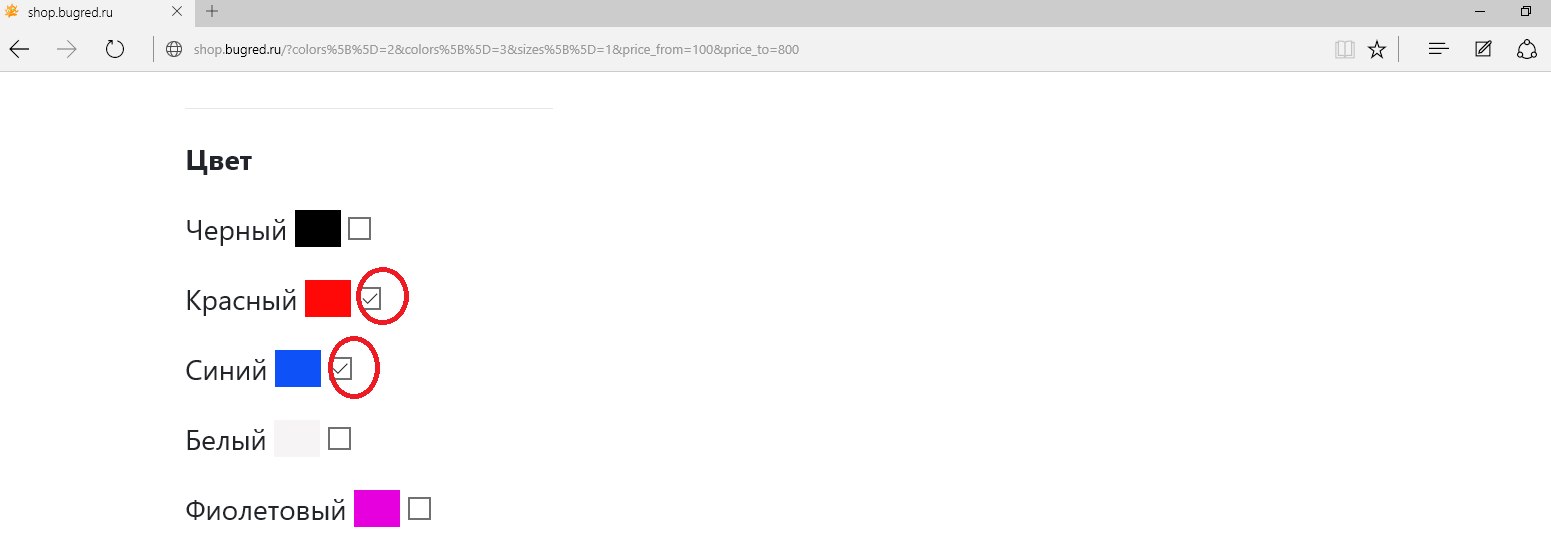 shop.bugred.ru
shop.bugred.ru/?colors%5B%5D=2&colors%5B%5D=3&sizes%5B%5D=1&price_from=100&price_to=800
Цвет
Черный
Красный
Синий
Белый
Фиолетовый